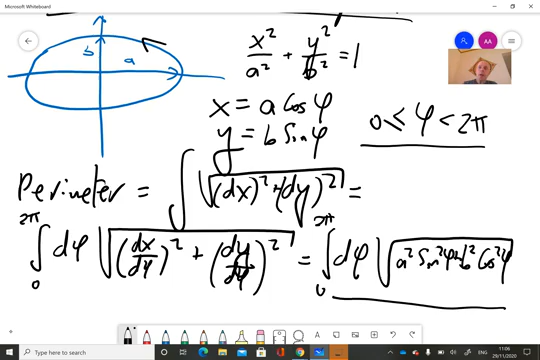 Microsoft Whiteboard
b
a
x²/a² + y²/b² = 1
AA
x = a Cos φ
y = b Sin φ
0 ⩽ φ < 2π
Perimeter = ∫ √((dx)² + (dy)²) =
∫₀^2π dφ √((dx/dφ)² + (dy/dφ)²) = ∫₀^2π dφ √(a² Sin²φ + b² Cos²φ)
Type here to search
11:06
29/11/2020